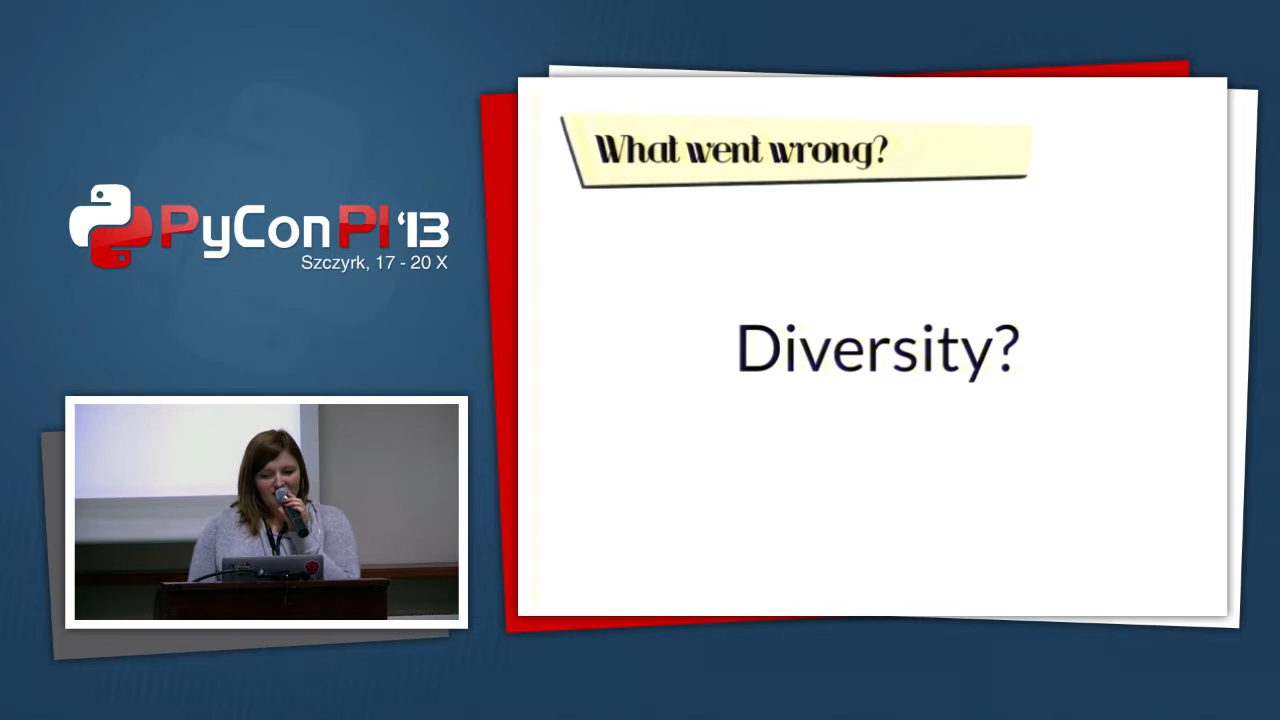 PyCon Pl '13
Szczyrk, 17 - 20 X
What went wrong?
Diversity?